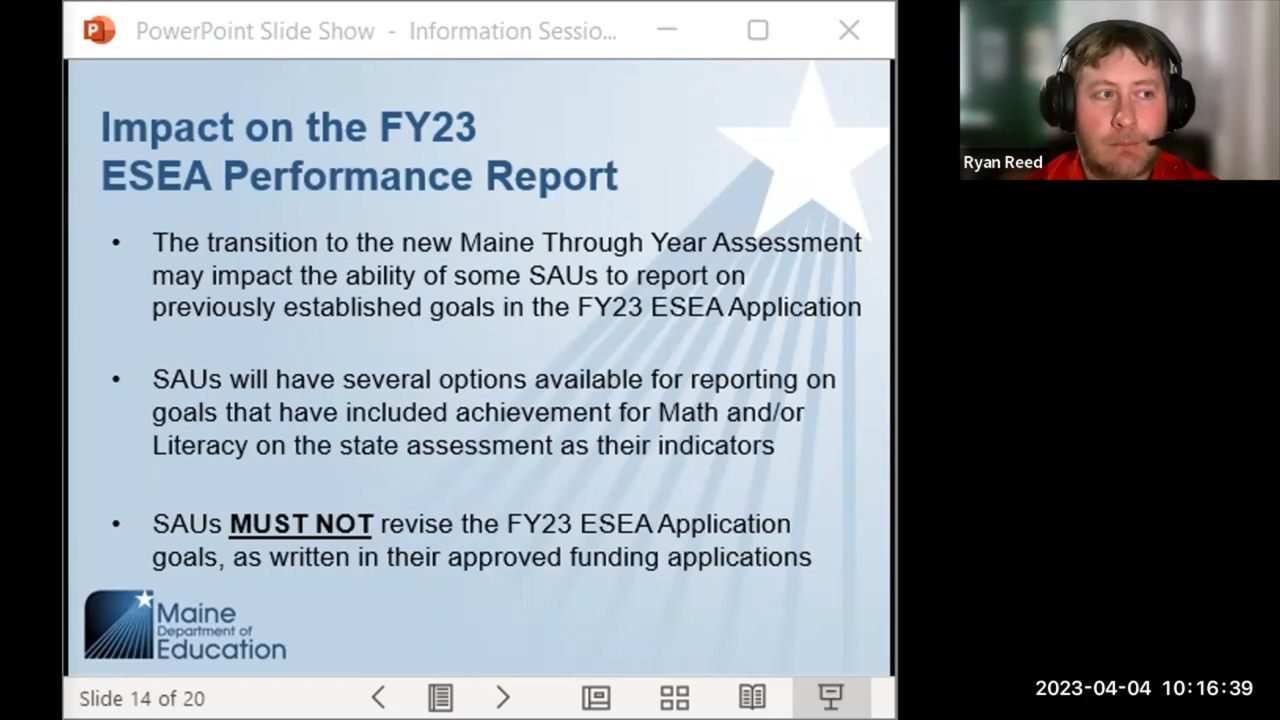 PowerPoint Slide Show - Information Sessio...
Impact on the FY23
ESEA Performance Report
• The transition to the new Maine Through Year Assessment
may impact the ability of some SAUs to report on
previously established goals in the FY23 ESEA Application
• SAUs will have several options available for reporting on
goals that have included achievement for Math and/or
Literacy on the state assessment as their indicators
• SAUs MUST NOT revise the FY23 ESEA Application
goals, as written in their approved funding applications
Maine
Department of
Education
Slide 14 of 20
Ryan Reed
2023-04-04 10:16:39